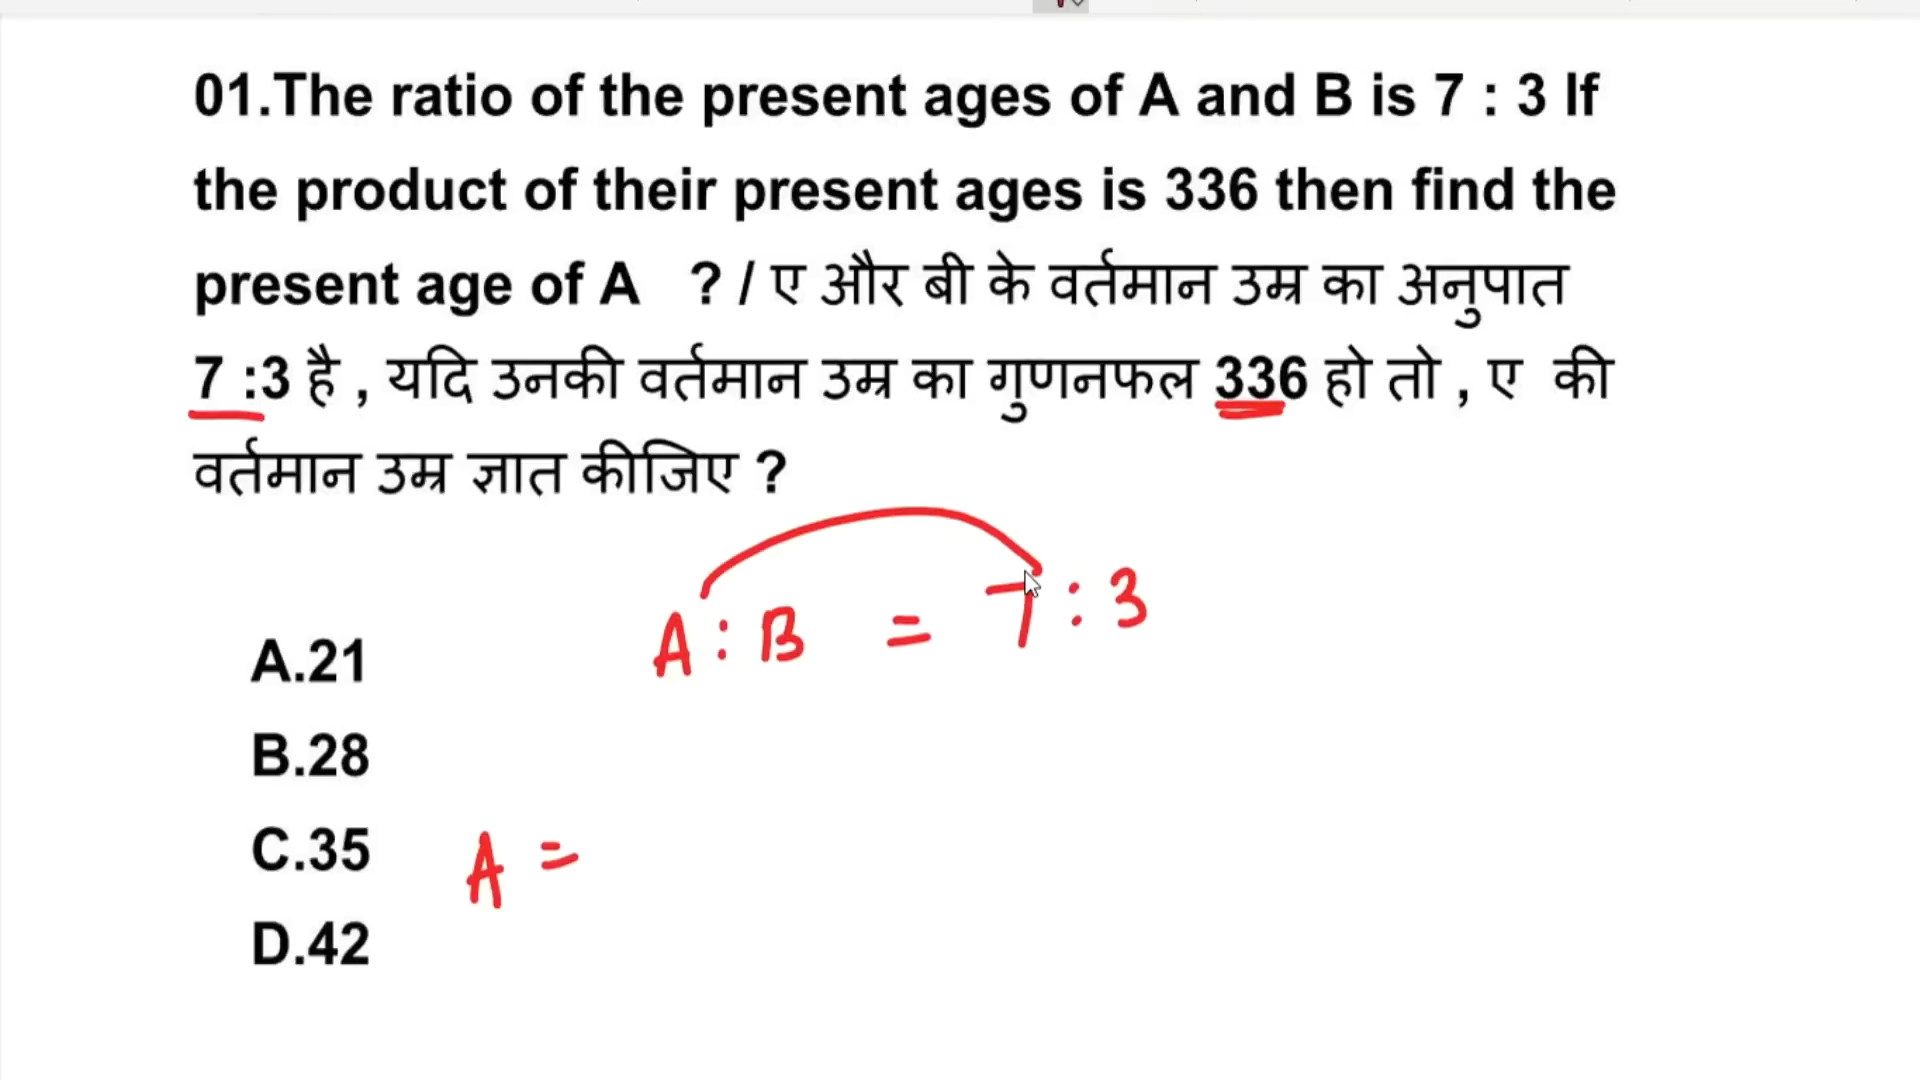 01.The ratio of the present ages of A and B is 7 : 3 If
the product of their present ages is 336 then find the
present age of A ? / ए और बी के वर्तमान उम्र का अनुपात
7 :3 है , यदि उनकी वर्तमान उम्र का गुणनफल 336 हो तो , ए की
वर्तमान उम्र ज्ञात कीजिए ?
A : B = 7 : 3
A.21
B.28
C.35
A =
D.42